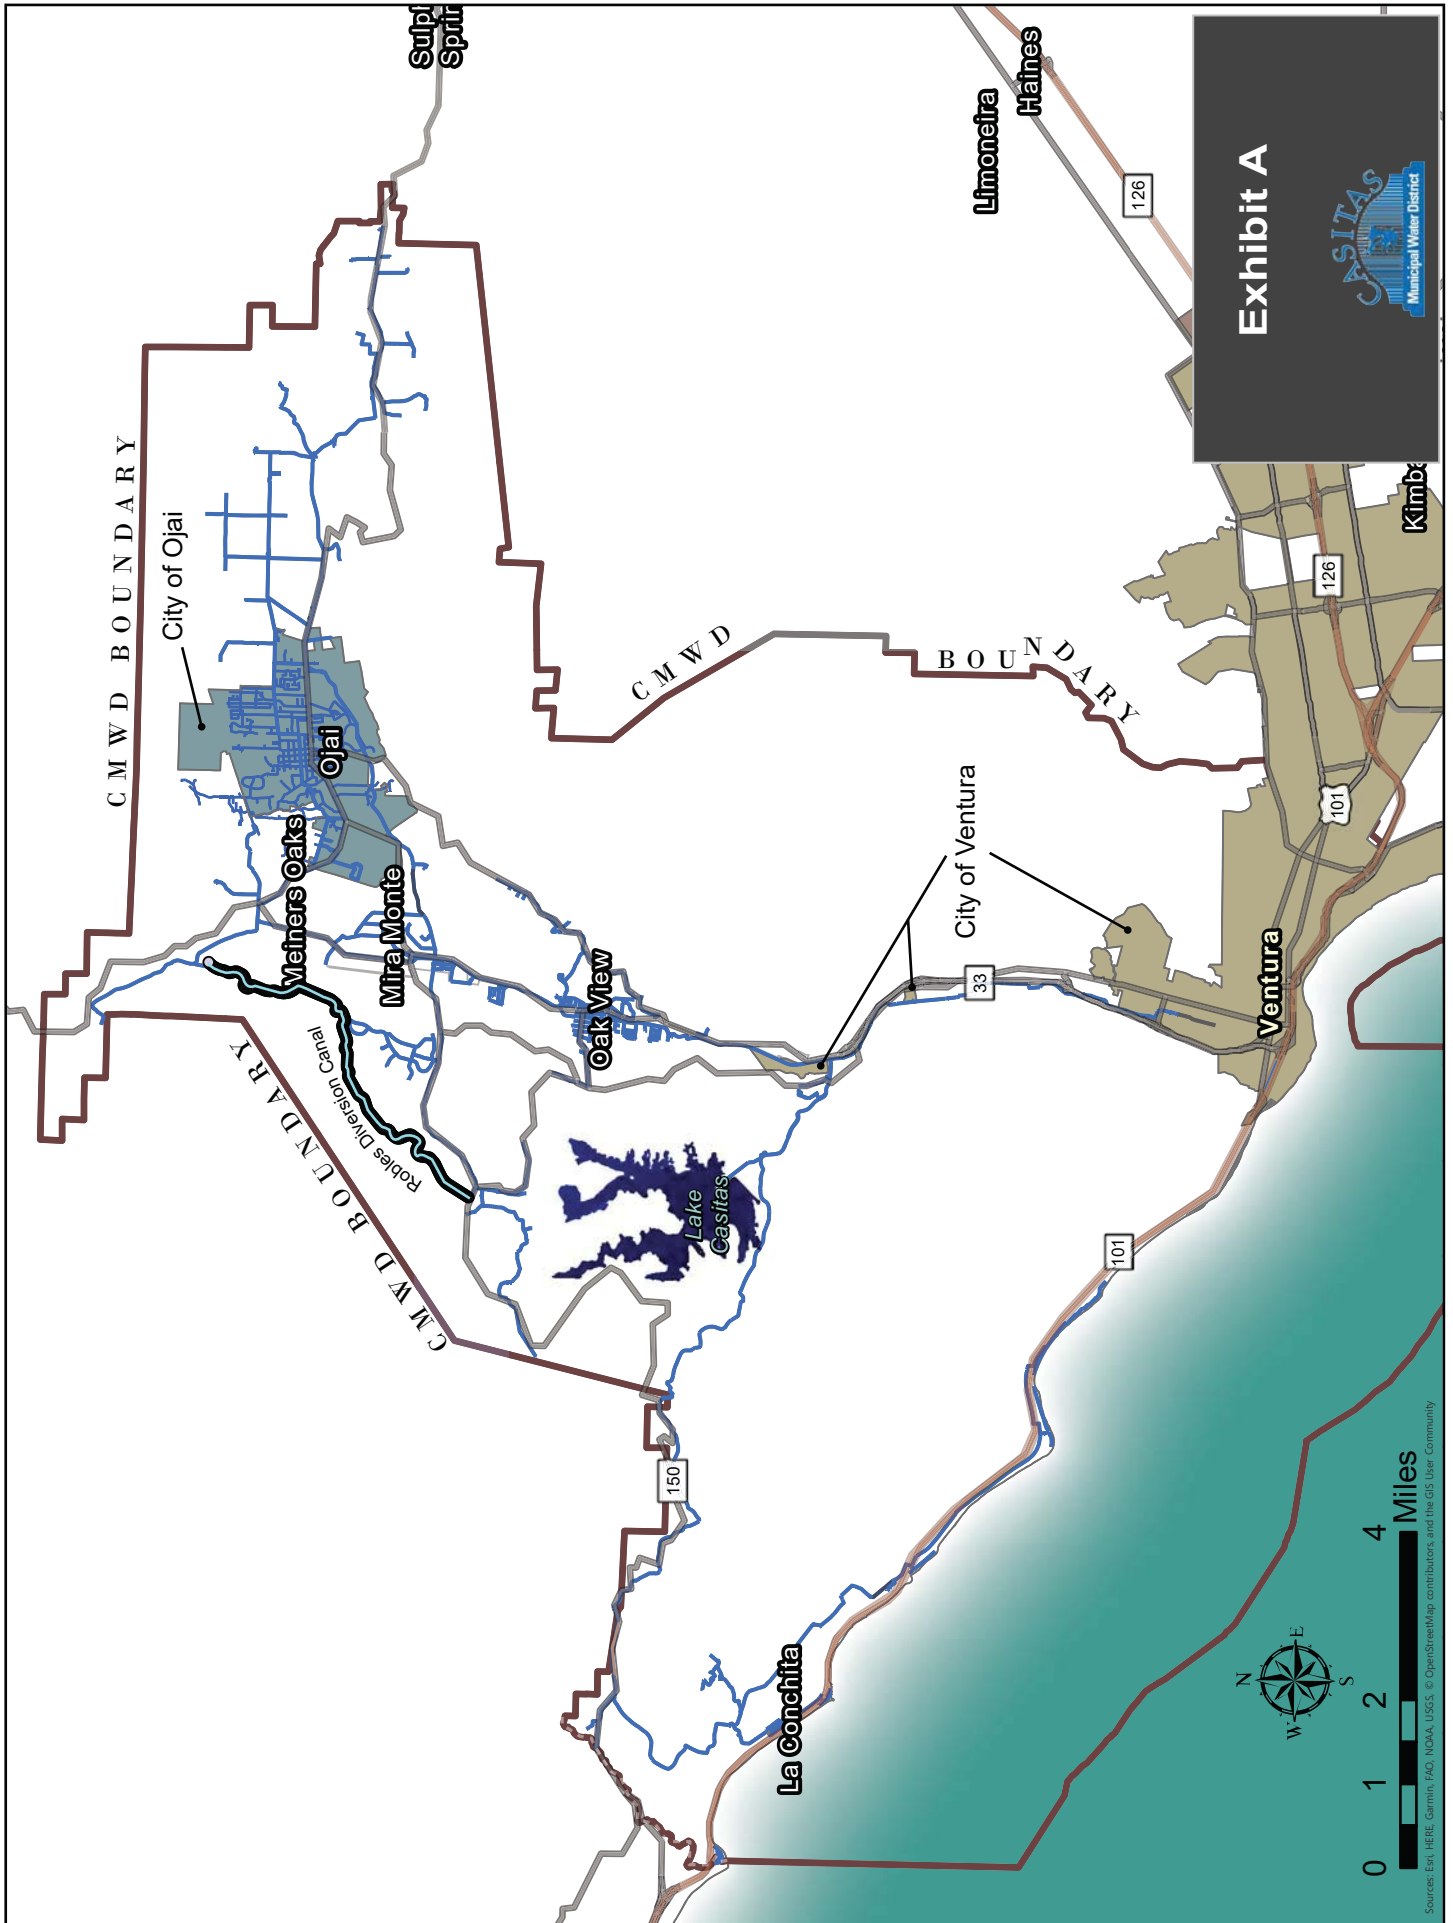 CMWD BOUNDARY
City of Ojai
Ojai
Meiners Oaks
Mira Monte
Robles Diversion Canal
CMWD BOUNDARY
Oak View
Lake
Casitas
CMWD
BOUNDARY
City of Ventura
33
150
101
La Conchita
Ventura
101
126
126
Limoneira
Haines
Exhibit A
CASITAS
Municipal Water District
N
W
E
S
0 1 2 4
Miles
Sources: Esri, HERE, Garmin, FAO, NOAA, USGS, © OpenStreetMap contributors, and the GIS User Community